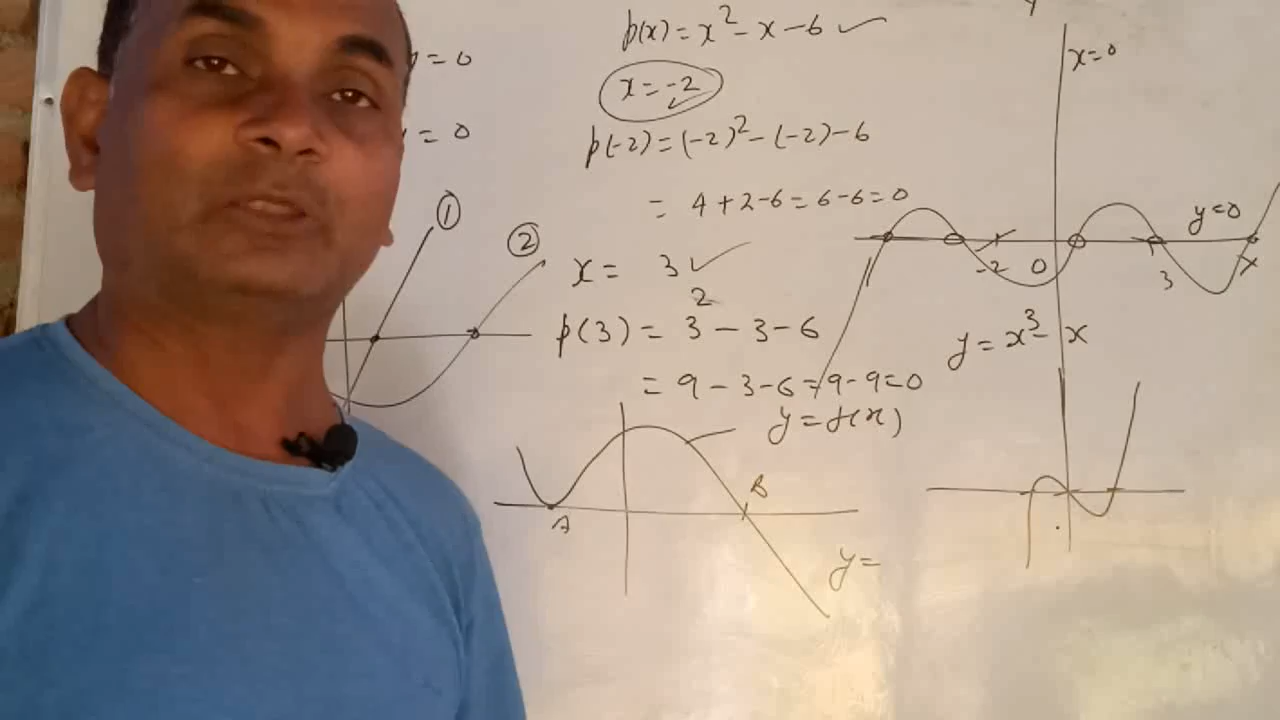 p(x) = x² - x - 6 ✓
x = -2
p(-2) = (-2)² - (-2) - 6
= 4 + 2 - 6 = 6 - 6 = 0
x = 3 ✓
p(3) = 3² - 3 - 6
= 9 - 3 - 6 = 9 - 9 = 0
= 0
= 0
①
②
y = f(x)
A
B
y =
x = 0
y = 0
-2
0
3
x
y = x³ - x